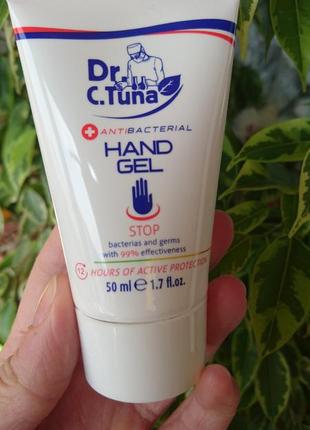 Dr.
C.Tuna
ANTIBACTERIAL
HAND
GEL
STOP
bacterias and germs
with 99% effectiveness
12 HOURS OF ACTIVE PROTECTION
50 ml e 1.7 fl.oz.